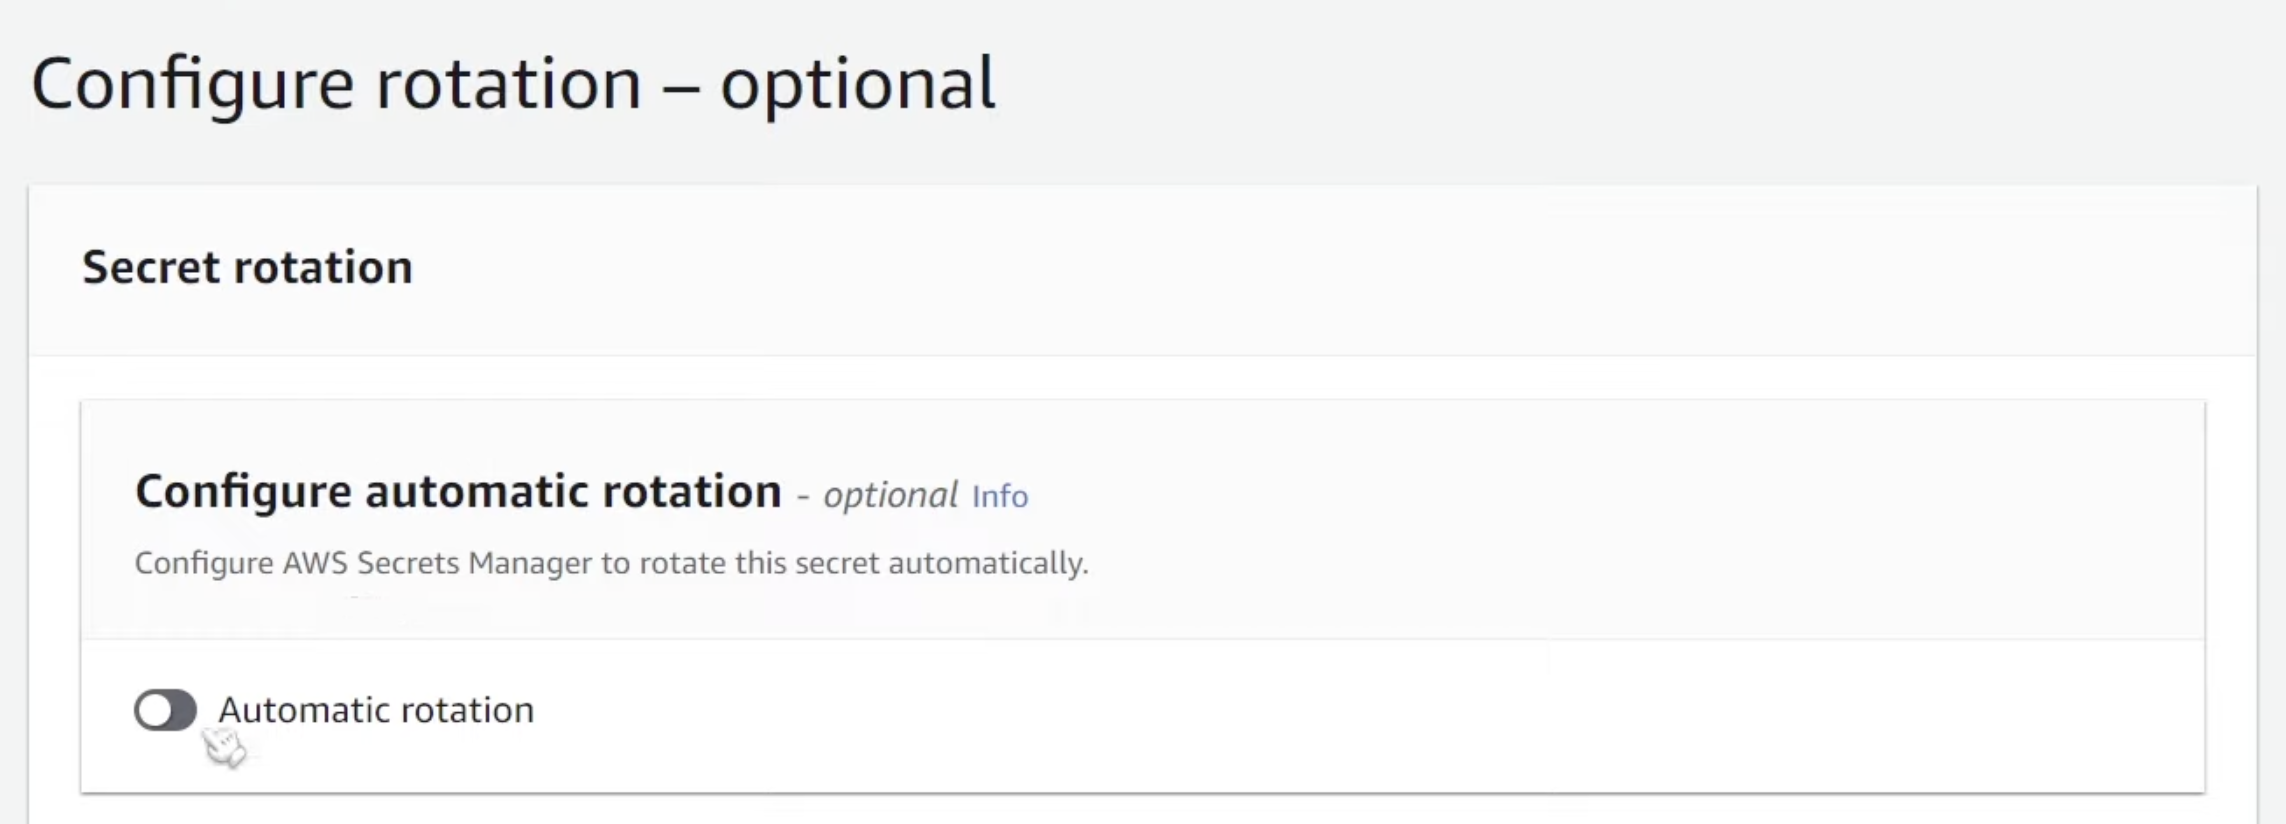 Configure rotation – optional
Secret rotation
Configure automatic rotation - optional Info
Configure AWS Secrets Manager to rotate this secret automatically.
Automatic rotation